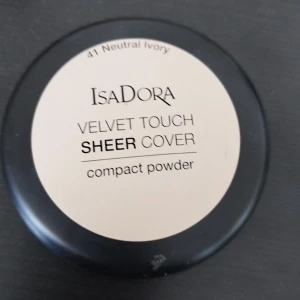 41 Neutral Ivory
IsaDora
VELVET TOUCH
SHEER COVER
compact powder